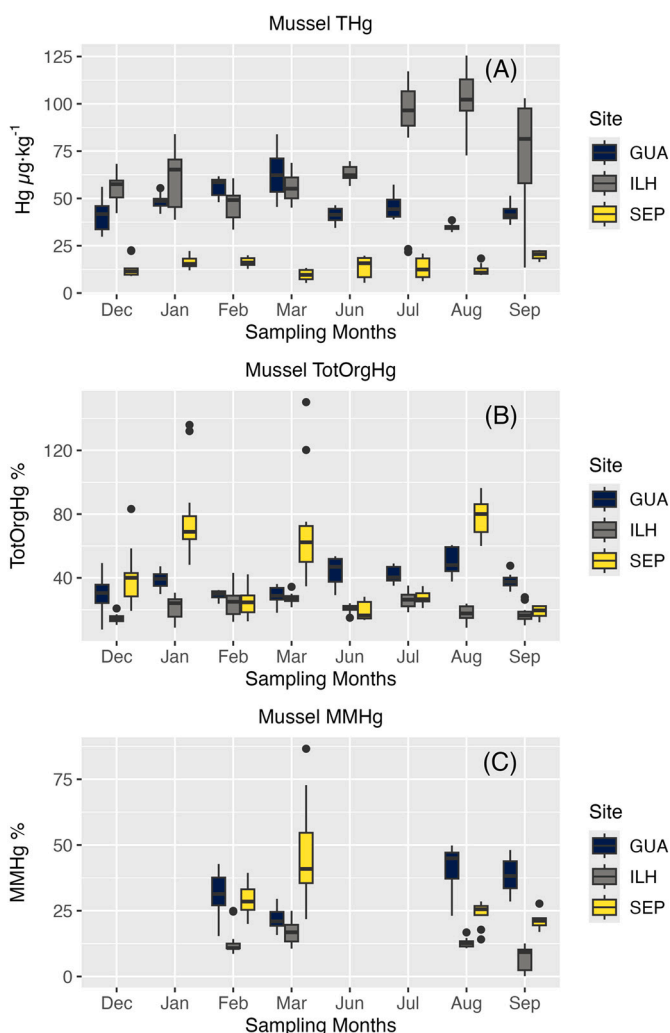 Mussel THg
(A)
125
100
75
50
25
0
Hg µg·kg⁻¹
Dec Jan Feb Mar Jun Jul Aug Sep
Sampling Months
Site
GUA
ILH
SEP
Mussel TotOrgHg
(B)
120
80
40
TotOrgHg %
Dec Jan Feb Mar Jun Jul Aug Sep
Sampling Months
Site
GUA
ILH
SEP
Mussel MMHg
(C)
75
50
25
0
MMHg %
Dec Jan Feb Mar Jun Jul Aug Sep
Sampling Months
Site
GUA
ILH
SEP